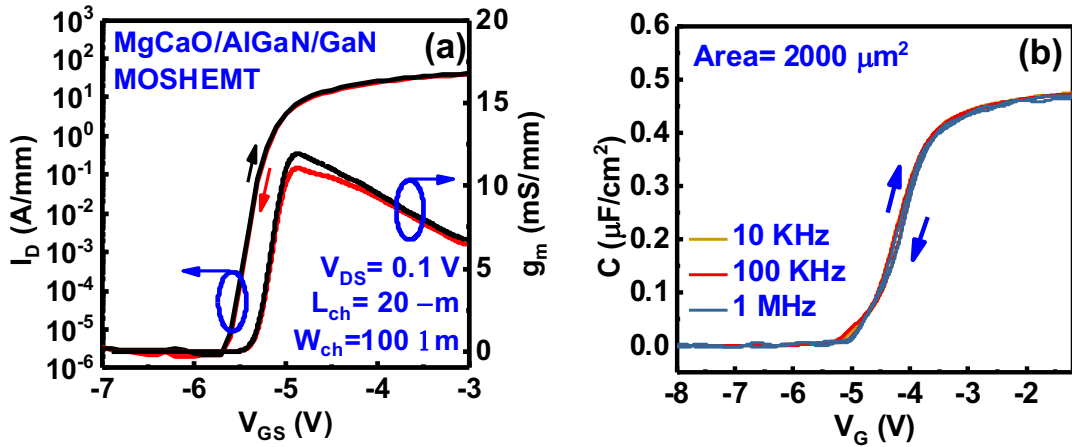 (a)
MgCaO/AlGaN/GaN
MOSHEMT
V_DS= 0.1 V
L_ch= 20 –m
W_ch=100 1m
I_D (A/mm)
10³
10²
10¹
10⁰
10⁻¹
10⁻²
10⁻³
10⁻⁴
10⁻⁵
10⁻⁶
-7
-6
-5
-4
-3
V_GS (V)
20
15
10
5
0
g_m (mS/mm)
(b)
Area= 2000 μm²
10 KHz
100 KHz
1 MHz
C (μF/cm²)
0.6
0.5
0.4
0.3
0.2
0.1
0.0
-8
-7
-6
-5
-4
-3
-2
V_G (V)